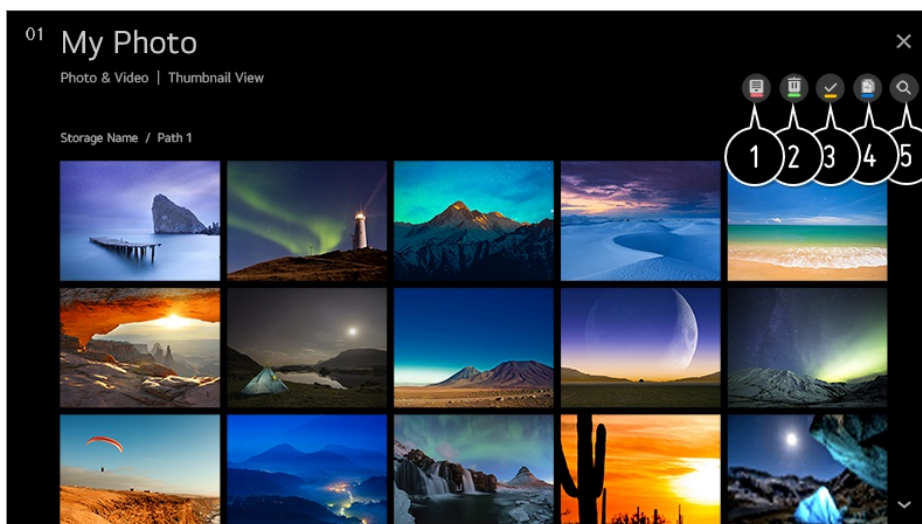 01
My Photo
Photo & Video | Thumbnail View
Storage Name / Path 1
1 2 3 4 5